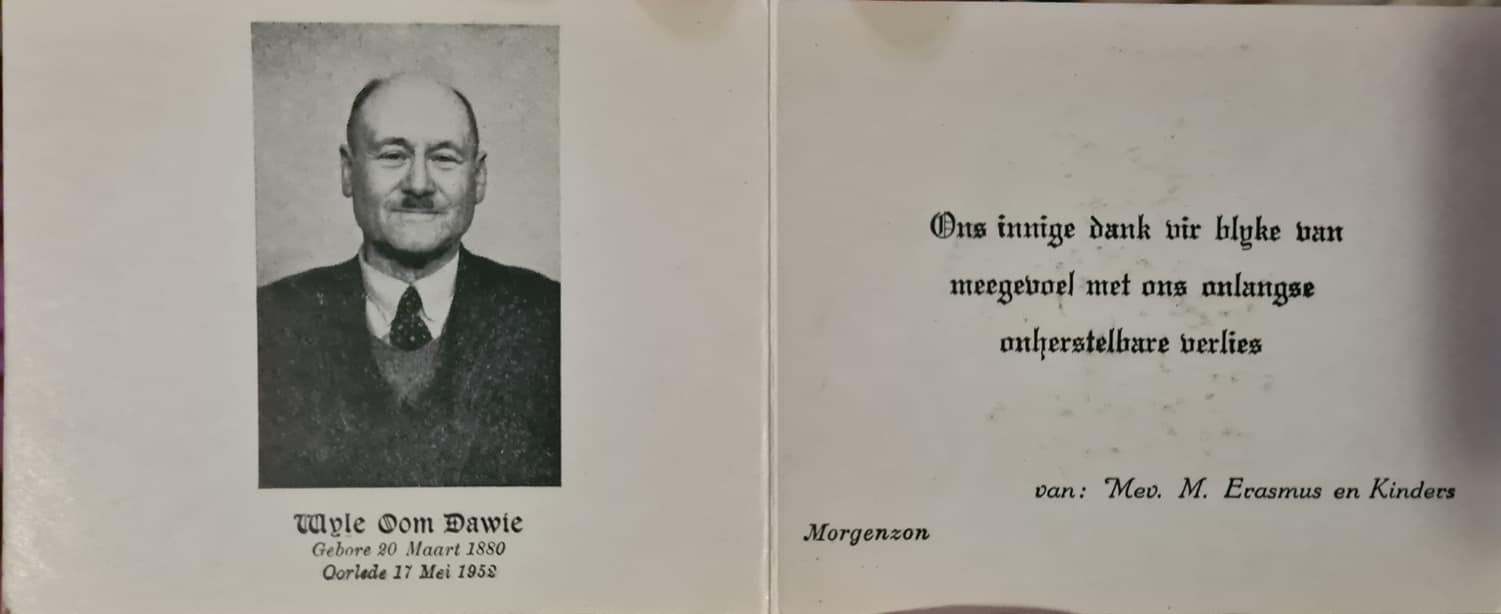 Wyle Oom Dawie
Gebore 20 Maart 1880
Oorlede 17 Mei 1952
Ons innige dank vir blyke van
meegevoel met ons onlangse
onherstelbare verlies
van: Mev. M. Erasmus en Kinders
Morgenzon